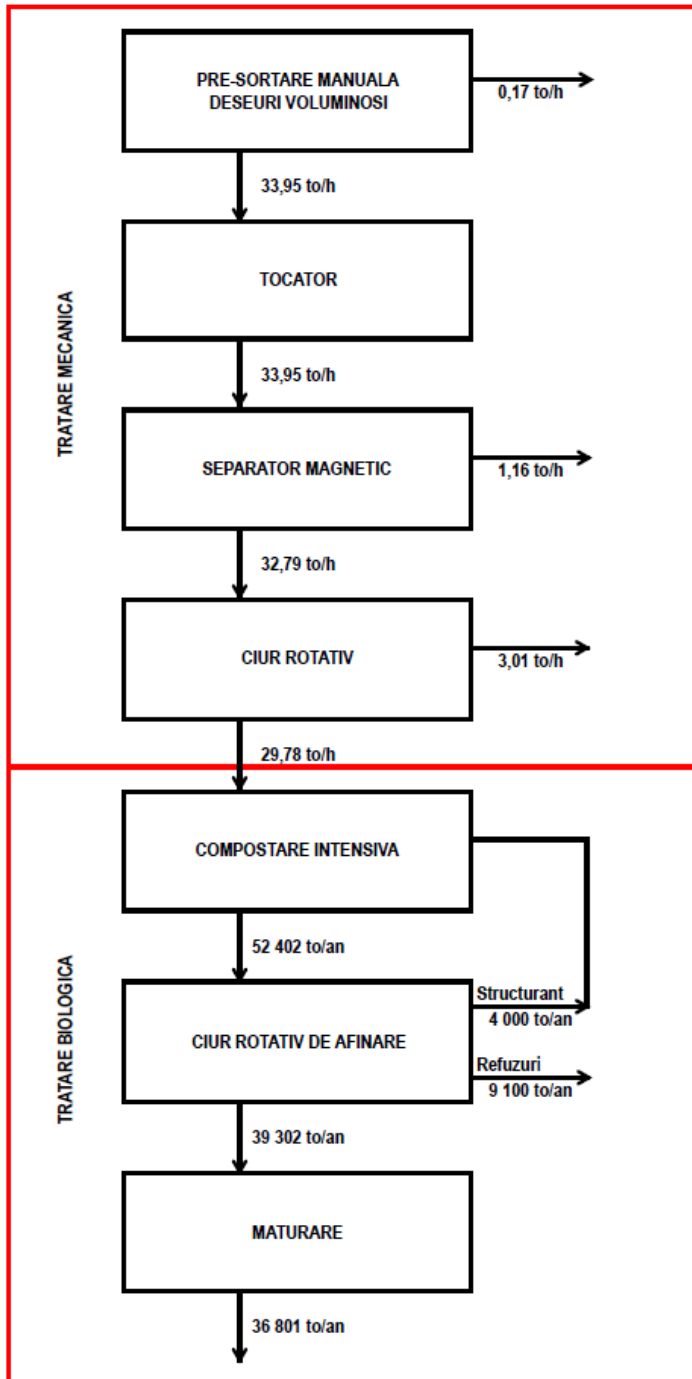 PRE-SORTARE MANUALA
DESEURI VOLUMINOSI
0,17 to/h
33,95 to/h
TOCATOR
TRATARE MECANICA
33,95 to/h
SEPARATOR MAGNETIC
1,16 to/h
32,79 to/h
CIUR ROTATIV
3,01 to/h
29,78 to/h
COMPOSTARE INTENSIVA
52 402 to/an
TRATARE BIOLOGICA
CIUR ROTATIV DE AFINARE
Structurant
4 000 to/an
Refuzuri
9 100 to/an
39 302 to/an
MATURARE
36 801 to/an